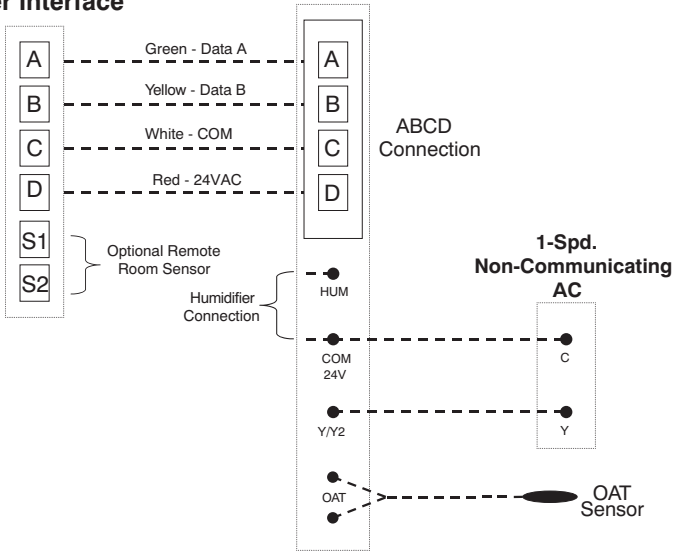 Interface
A
Green - Data A
A
B
Yellow - Data B
B
C
White - COM
C
D
Red - 24VAC
D
ABCD
Connection
S1
S2
Optional Remote
Room Sensor
Humidifier
Connection
HUM
COM
24V
Y/Y2
OAT
1-Spd.
Non-Communicating
AC
C
Y
OAT
Sensor